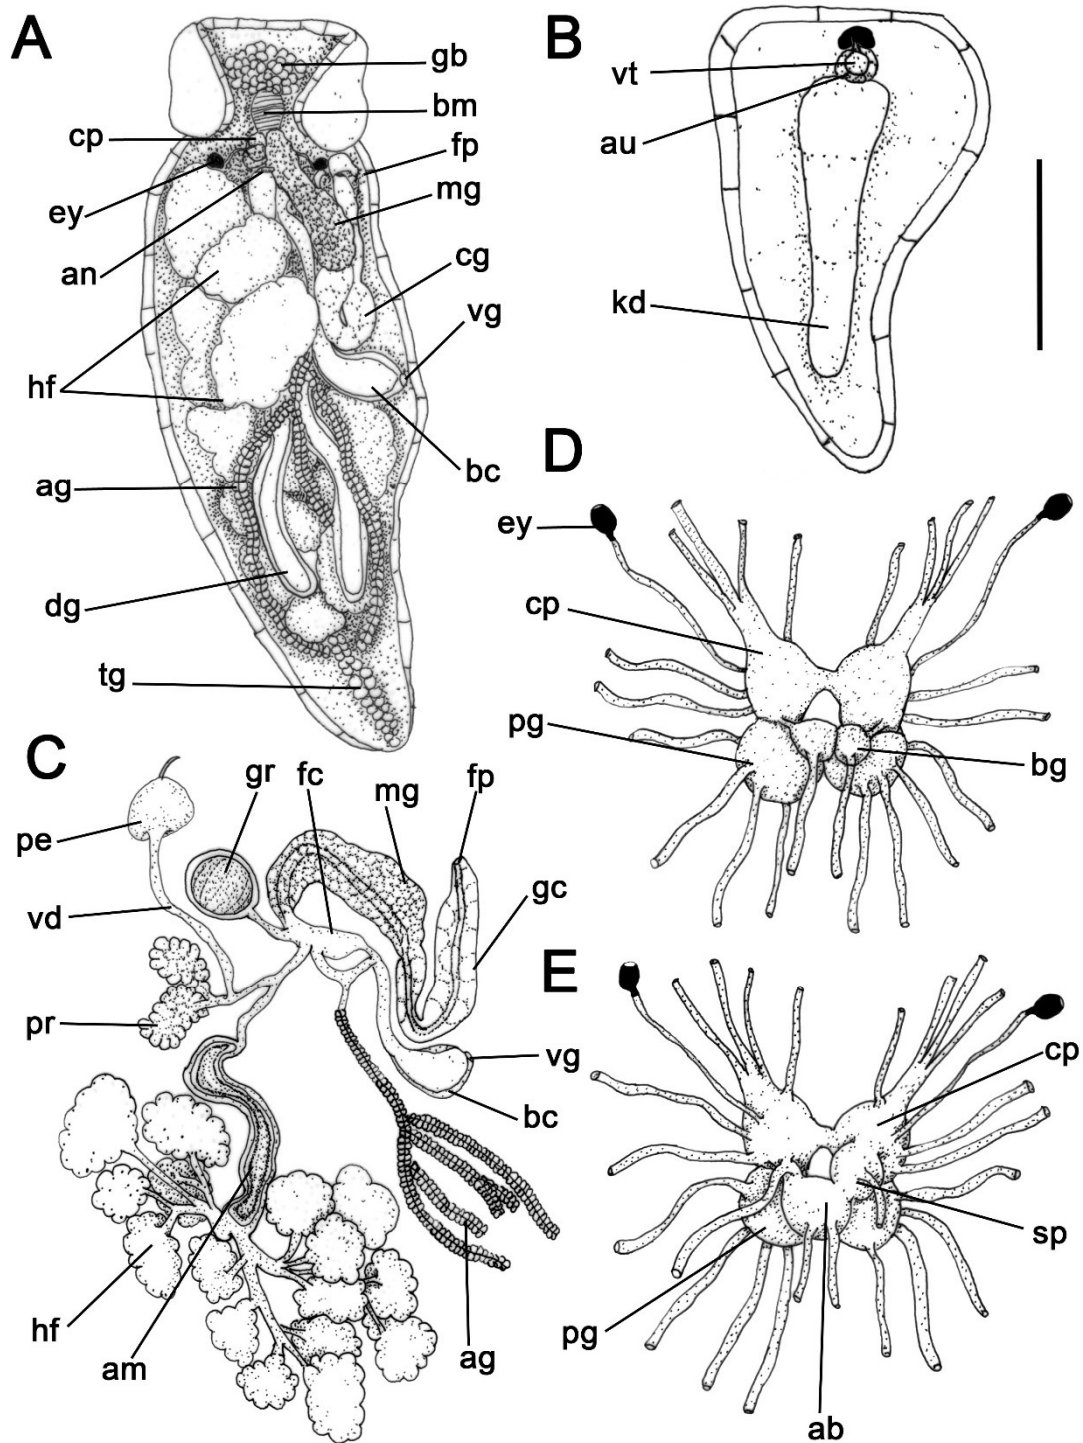 A
gb
bm
cp
fp
ey
mg
an
cg
vg
hf
bc
ag
dg
tg
B
vt
au
kd
C
gr
fc
mg
fp
pe
gc
vd
pr
vg
bc
hf
am
ag
D
ey
cp
pg
bg
E
cp
sp
pg
ab